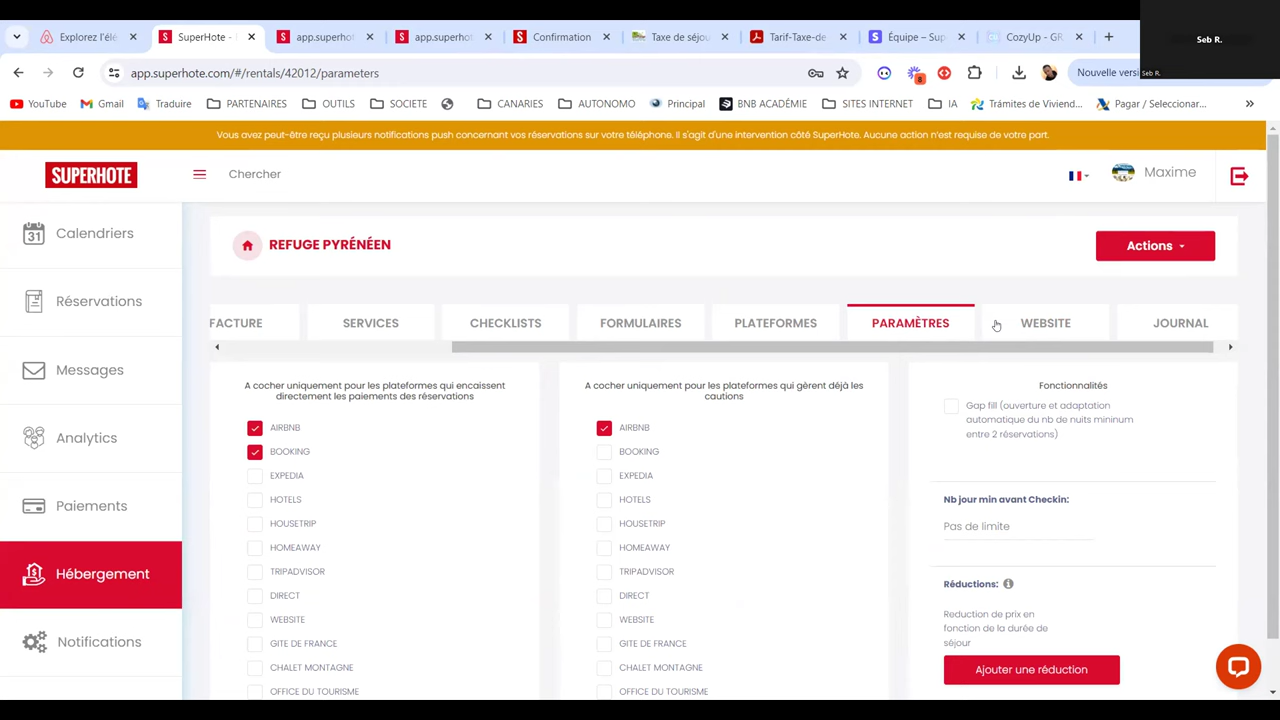 Seb R.
Explorez l'élé
SuperHote -
app.superhote
app.superhote
Confirmation
Taxe de séjou
Tarif-Taxe-de-
Équipe – Sup
CozyUp - GR
app.superhote.com/#/rentals/42012/parameters
8
Nouvelle versi
Seb R.
YouTube
Gmail
Traduire
PARTENAIRES
OUTILS
SOCIETE
CANARIES
AUTONOMO
Principal
BNB ACADÉMIE
SITES INTERNET
IA
Trámites de Viviend...
Pagar / Seleccionar...
Vous avez peut-être reçu plusieurs notifications push concernant vos réservations sur votre téléphone. Il s'agit d'une intervention côté SuperHote. Aucune action n'est requise de votre part.
SUPERHOTE
Chercher
Maxime
31
Calendriers
Réservations
Messages
Analytics
Paiements
Hébergement
Notifications
REFUGE PYRÉNÉEN
Actions
FACTURE
SERVICES
CHECKLISTS
FORMULAIRES
PLATEFORMES
PARAMÈTRES
WEBSITE
JOURNAL
A cocher uniquement pour les plateformes qui encaissent
directement les paiements des réservations
AIRBNB
BOOKING
EXPEDIA
HOTELS
HOUSETRIP
HOMEAWAY
TRIPADVISOR
DIRECT
WEBSITE
GITE DE FRANCE
CHALET MONTAGNE
OFFICE DU TOURISME
A cocher uniquement pour les plateformes qui gèrent déjà les
cautions
AIRBNB
BOOKING
EXPEDIA
HOTELS
HOUSETRIP
HOMEAWAY
TRIPADVISOR
DIRECT
WEBSITE
GITE DE FRANCE
CHALET MONTAGNE
OFFICE DU TOURISME
Fonctionnalités
Gap fill (ouverture et adaptation
automatique du nb de nuits mininum
entre 2 réservations)
Nb jour min avant Checkin:
Pas de limite
Réductions:
Reduction de prix en
fonction de la durée de
séjour
Ajouter une réduction